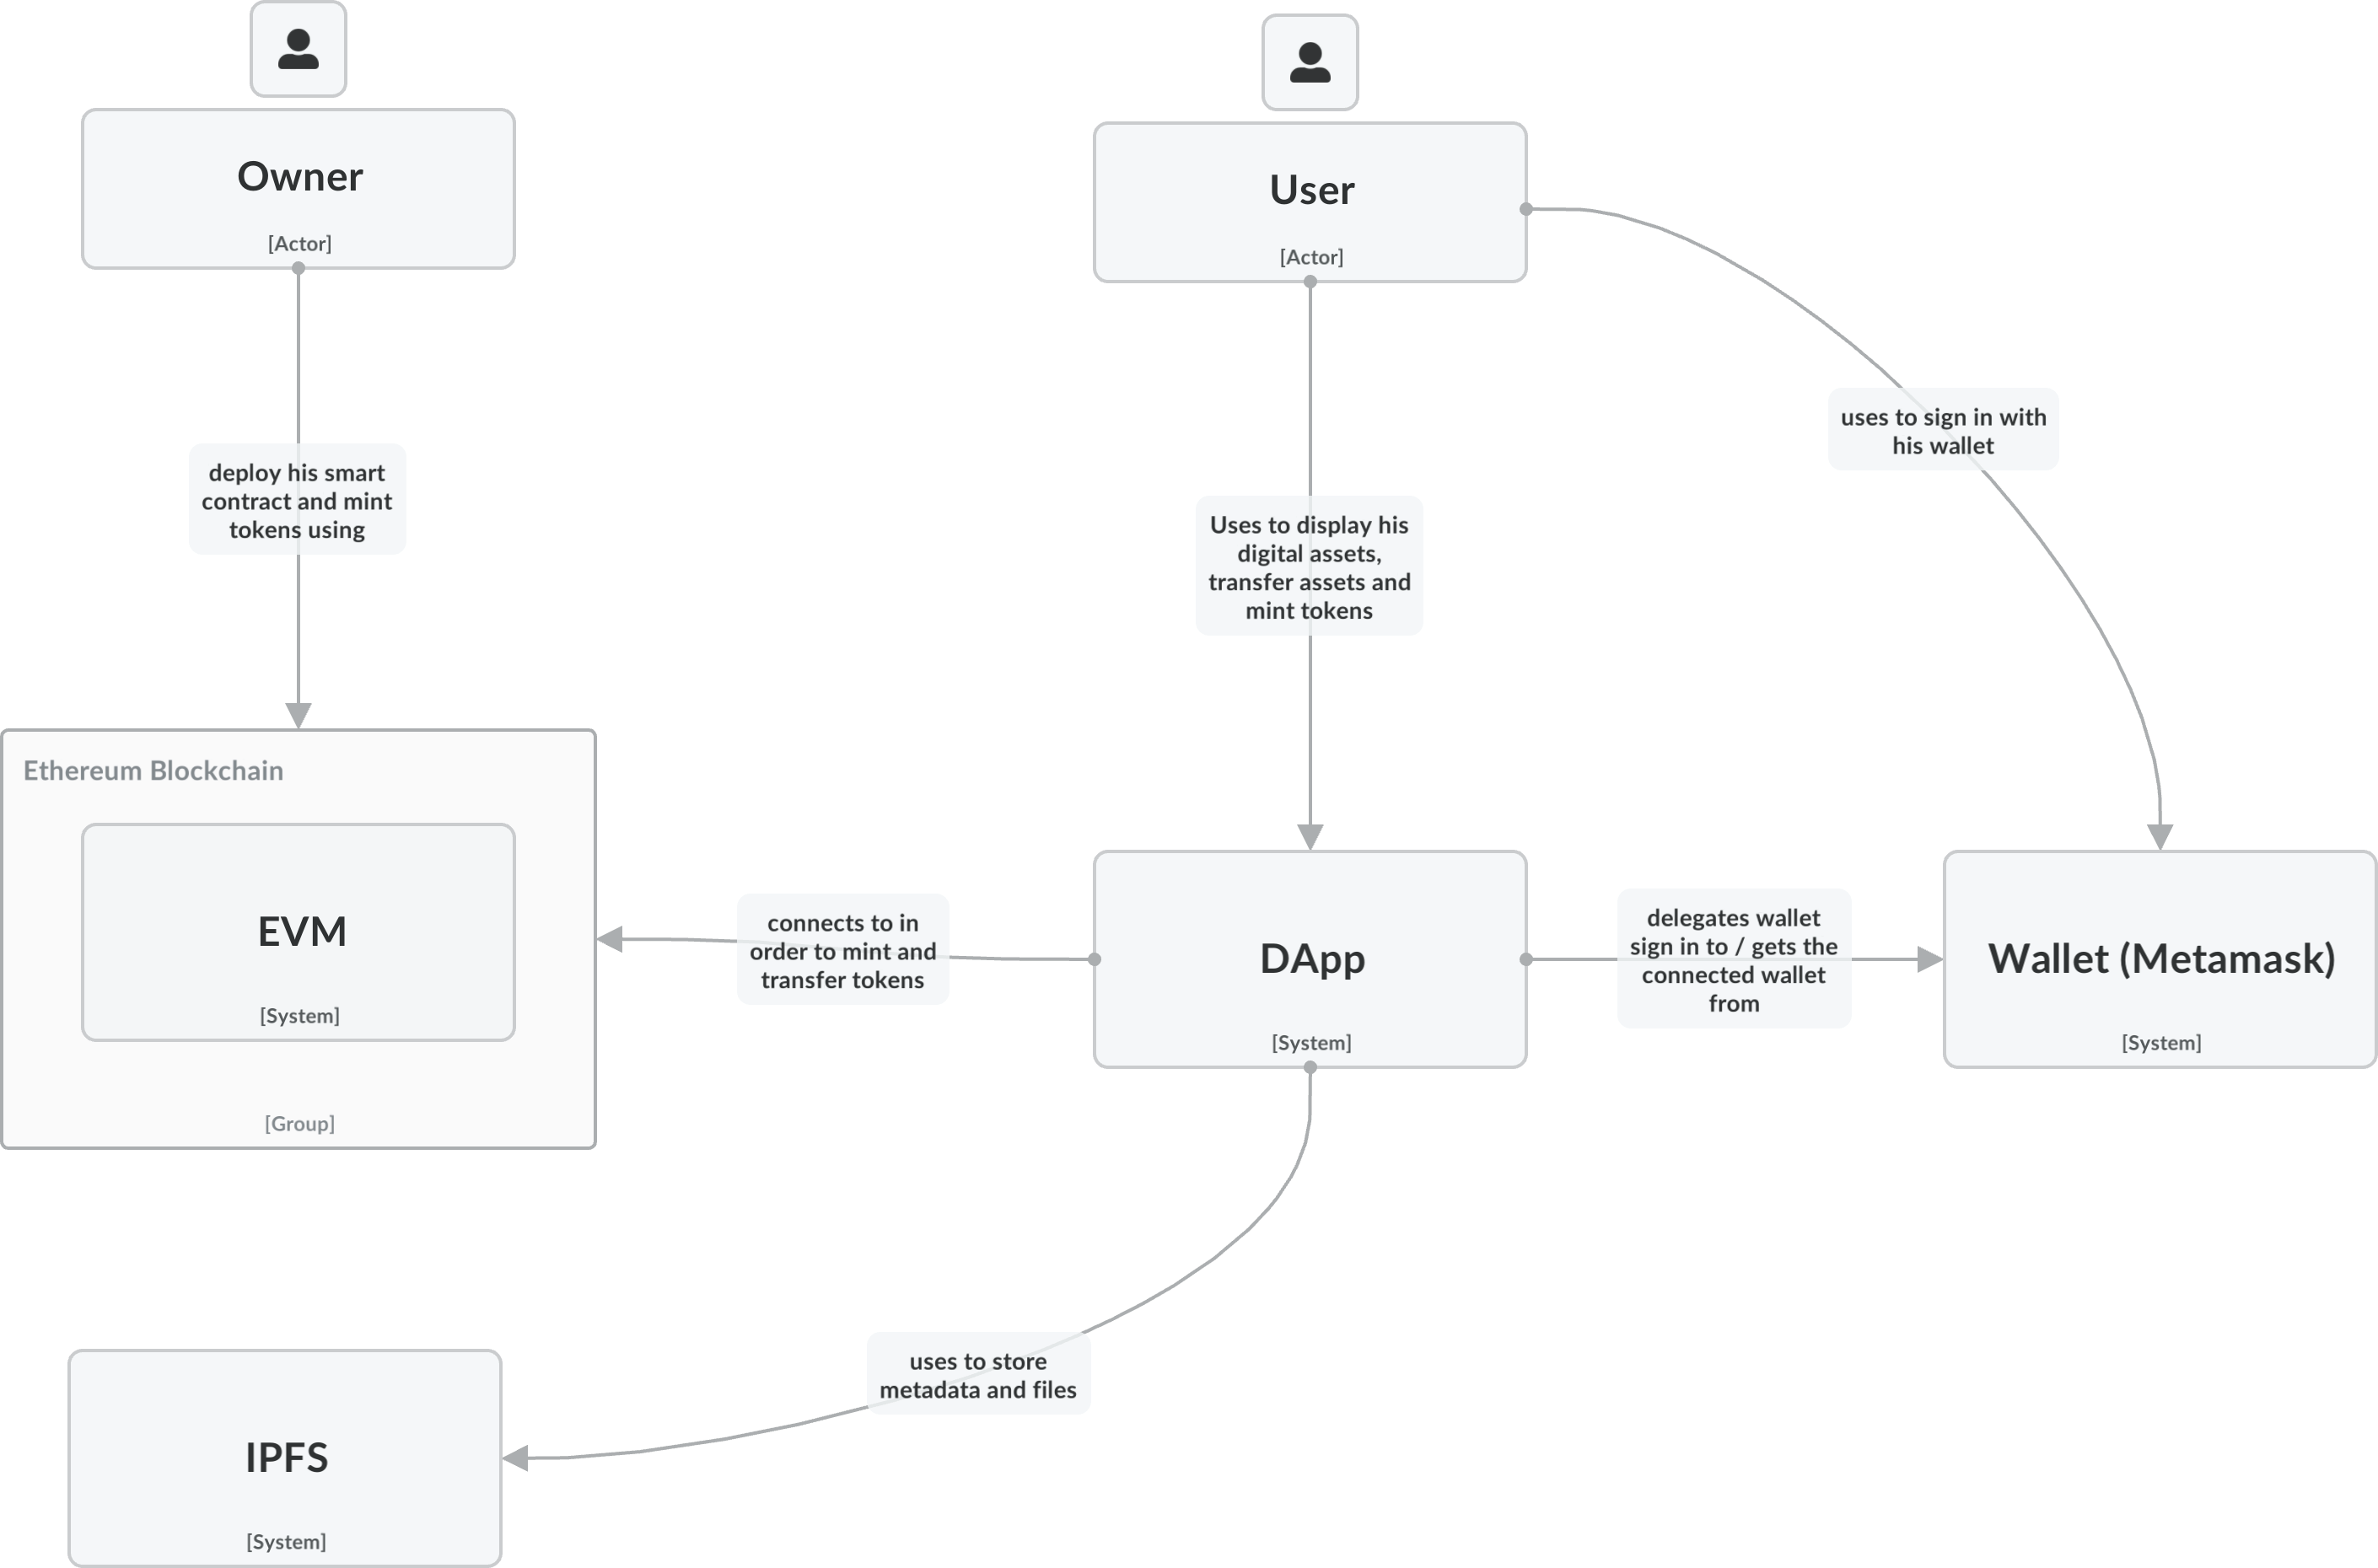 Owner
[Actor]
User
[Actor]
uses to sign in with
his wallet
deploy his smart
contract and mint
tokens using
Uses to display his
digital assets,
transfer assets and
mint tokens
Ethereum Blockchain
EVM
[System]
[Group]
connects to in
order to mint and
transfer tokens
DApp
[System]
delegates wallet
sign in to / gets the
connected wallet
from
Wallet (Metamask)
[System]
uses to store
metadata and files
IPFS
[System]